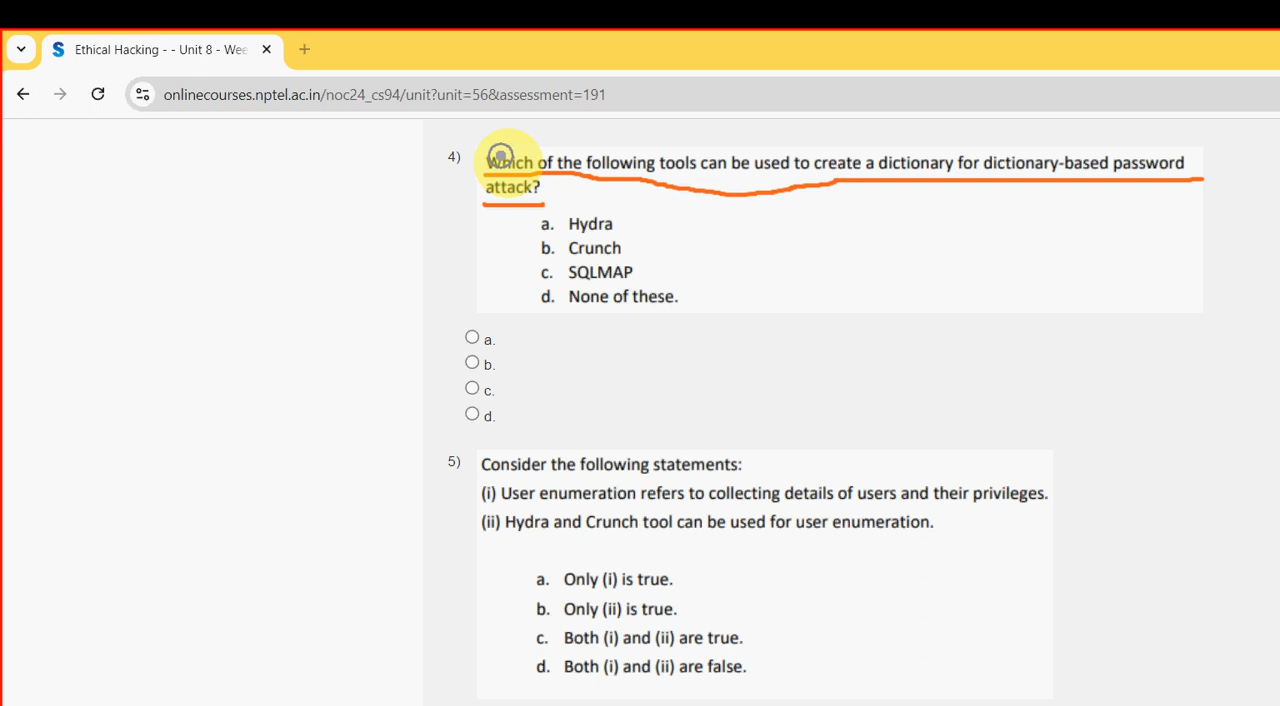 Ethical Hacking - - Unit 8 - Wee
onlinecourses.nptel.ac.in/noc24_cs94/unit?unit=56&assessment=191
4) Which of the following tools can be used to create a dictionary for dictionary-based password
attack?
a. Hydra
b. Crunch
c. SQLMAP
d. None of these.
a.
b.
c.
d.
5) Consider the following statements:
(i) User enumeration refers to collecting details of users and their privileges.
(ii) Hydra and Crunch tool can be used for user enumeration.
a. Only (i) is true.
b. Only (ii) is true.
c. Both (i) and (ii) are true.
d. Both (i) and (ii) are false.